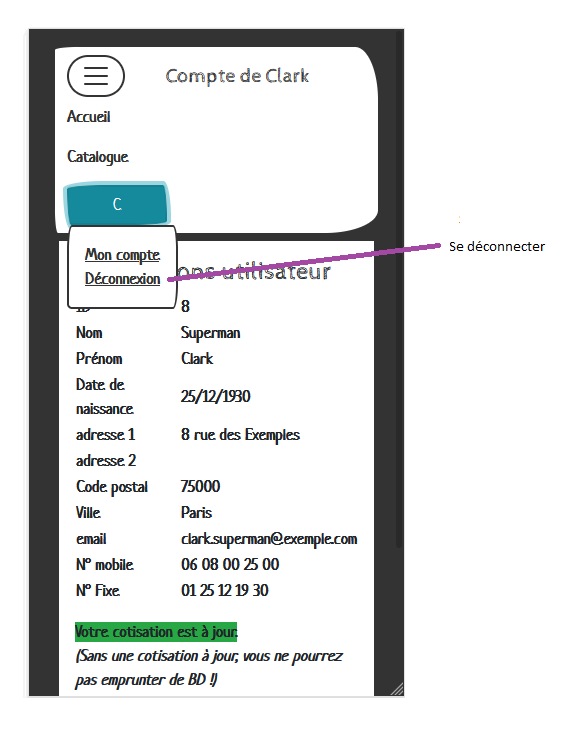 Compte de Clark
Accueil
Catalogue
C
Se déconnecter
Mon compte
Déconnexion
ons utilisateur
ID 8
Nom Superman
Prénom Clark
Date de
naissance 25/12/1930
adresse 1 8 rue des Exemples
adresse 2
Code postal 75000
Ville Paris
email clark.superman@exemple.com
N° mobile 06 08 00 25 00
N° Fixe 01 25 12 19 30
Votre cotisation est à jour.
(Sans une cotisation à jour, vous ne pourrez
pas emprunter de BD !)